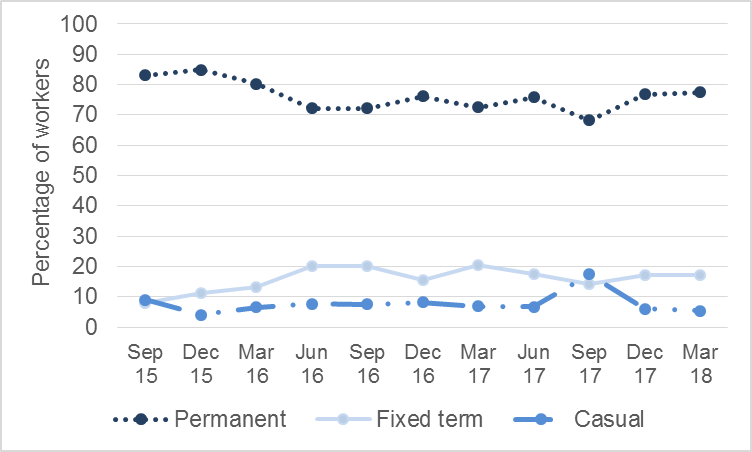 Percentage of workers
100
90
80
70
60
50
40
30
20
10
0
Sep Dec Mar Jun Sep Dec Mar Jun Sep Dec Mar
15 15 16 16 16 16 17 17 17 17 18
Permanent Fixed term Casual